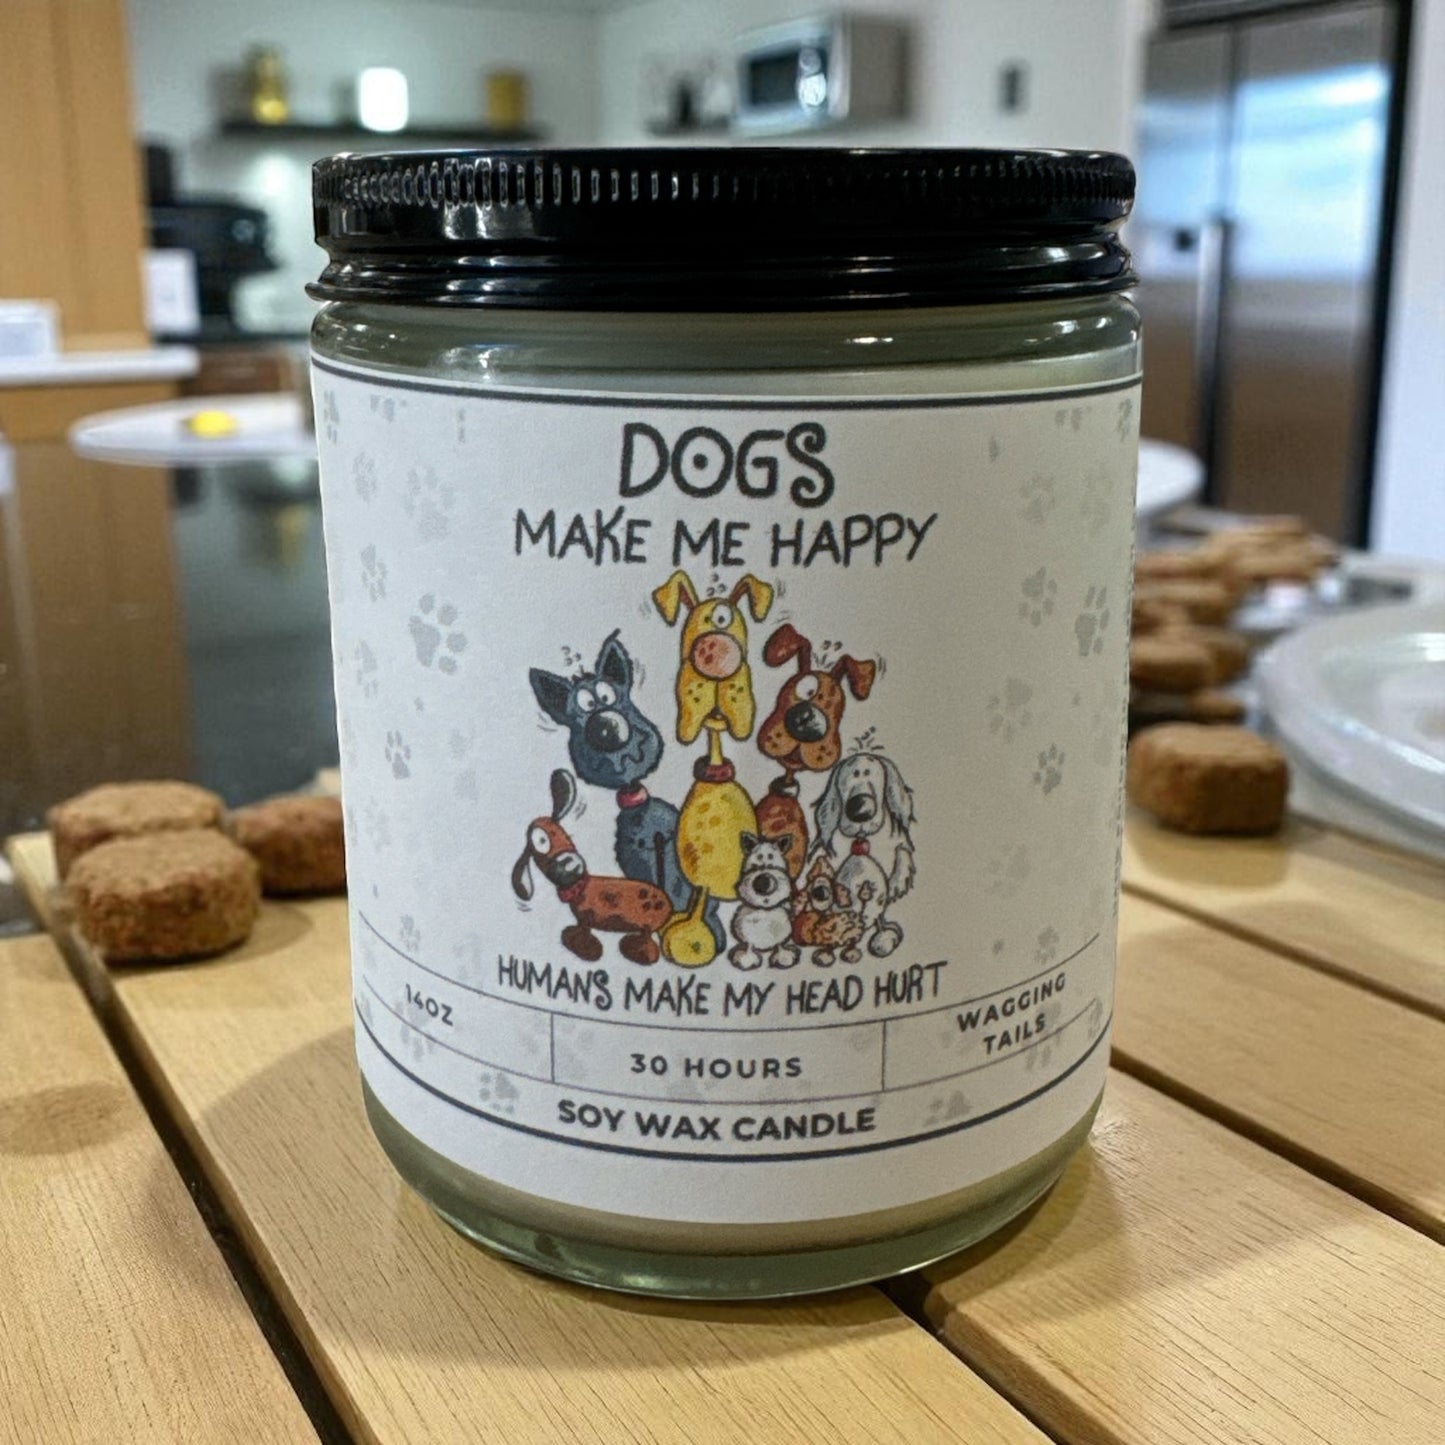 DOGS
MAKE ME HAPPY
HUMANS MAKE MY HEAD HURT
14OZ
30 HOURS
WAGGING
TAILS
SOY WAX CANDLE